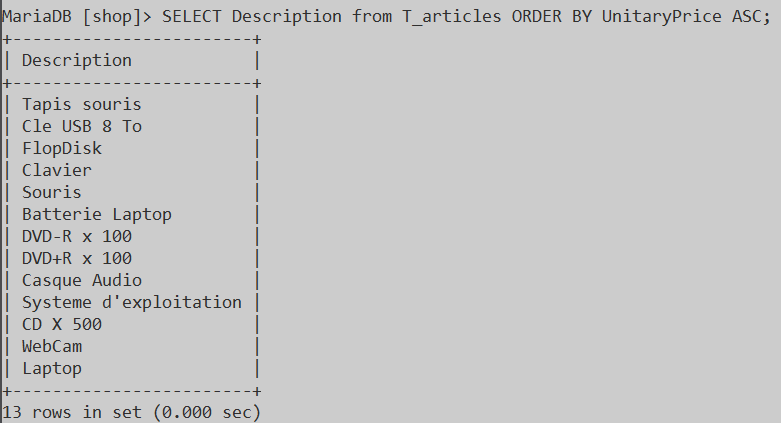 MariaDB [shop]> SELECT Description from T_articles ORDER BY UnitaryPrice ASC;
+------------------------+
| Description            |
+------------------------+
| Tapis souris           |
| Cle USB 8 To           |
| FlopDisk               |
| Clavier                |
| Souris                 |
| Batterie Laptop        |
| DVD-R x 100            |
| DVD+R x 100            |
| Casque Audio           |
| Systeme d'exploitation |
| CD X 500               |
| WebCam                 |
| Laptop                 |
+------------------------+
13 rows in set (0.000 sec)